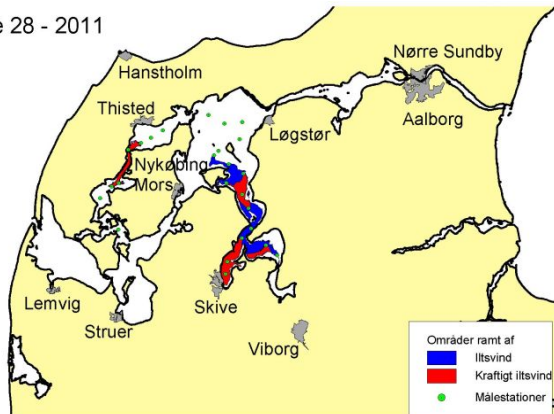 e 28 - 2011
Hanstholm
Nørre Sundby
Thisted
Løgstør
Aalborg
Nykøbing
Mors
Lemvig
Skive
Struer
Viborg
Områder ramt af
Iltsvind
Kraftigt iltsvind
Målestationer